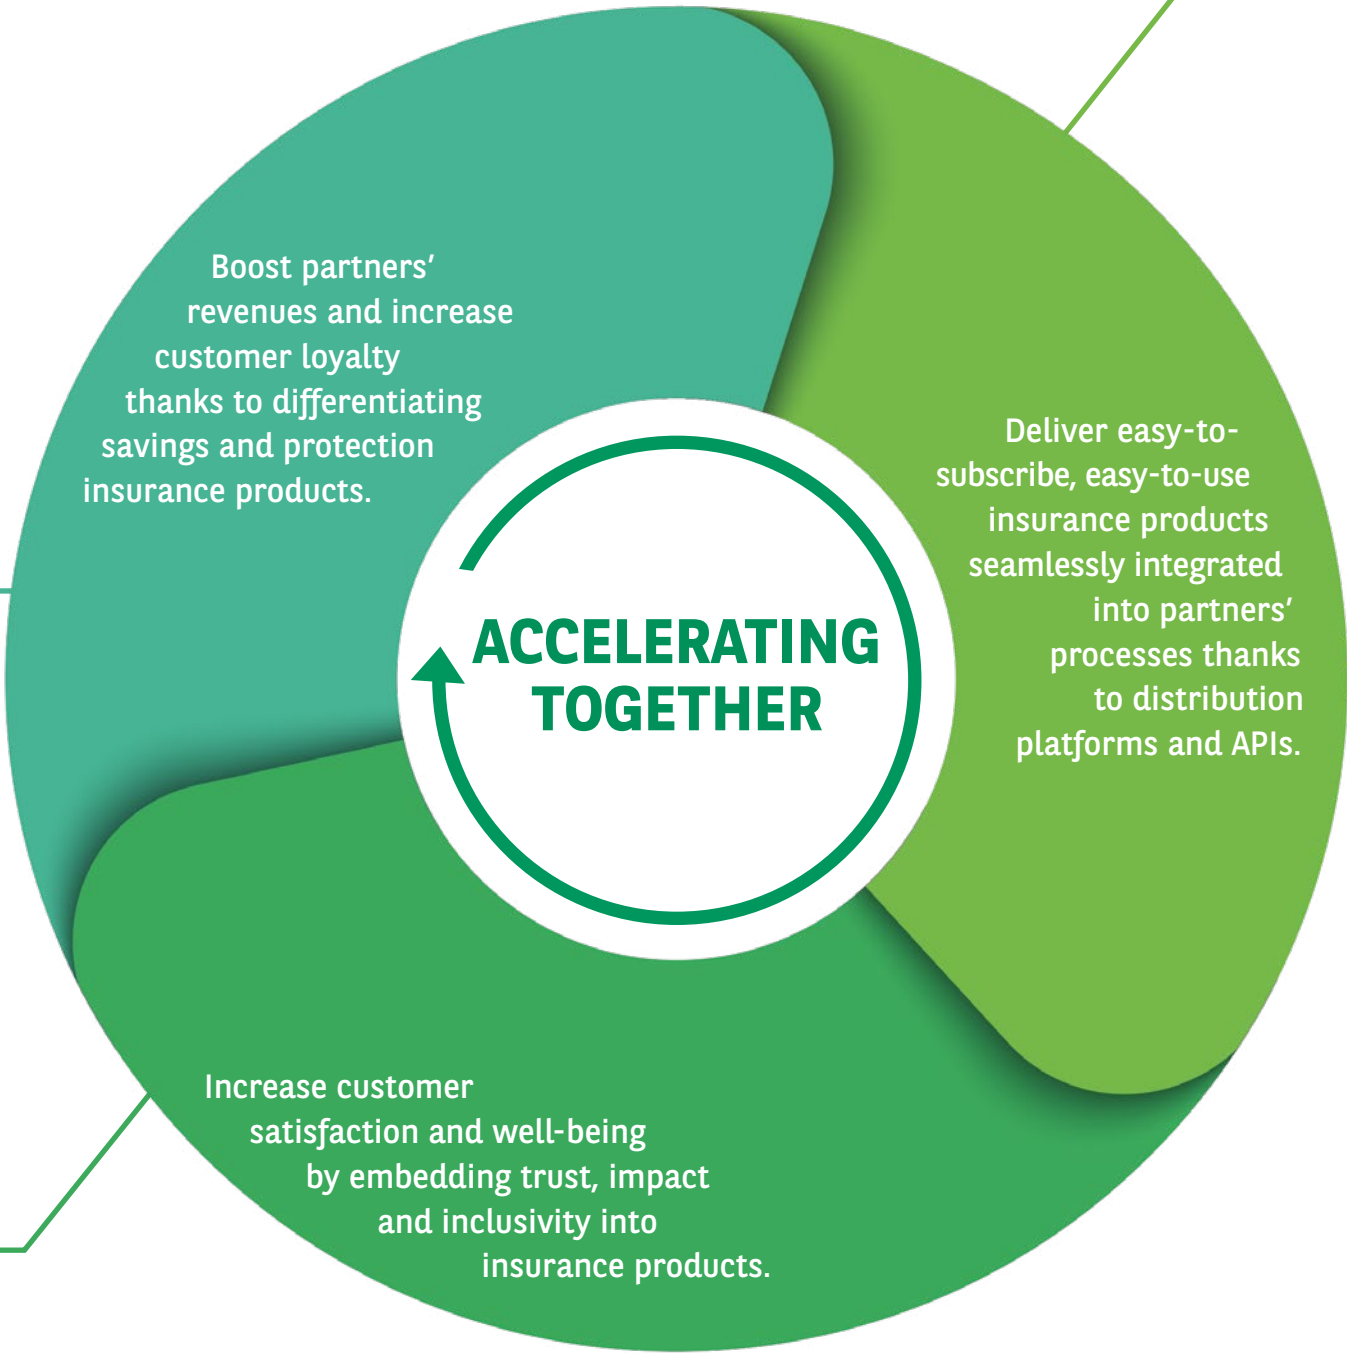 Boost partners’
revenues and increase
customer loyalty
thanks to differentiating
savings and protection
insurance products.
Deliver easy-to-
subscribe, easy-to-use
insurance products
seamlessly integrated
into partners’
processes thanks
to distribution
platforms and APIs.
ACCELERATING
TOGETHER
Increase customer
satisfaction and well-being
by embedding trust, impact
and inclusivity into
insurance products.